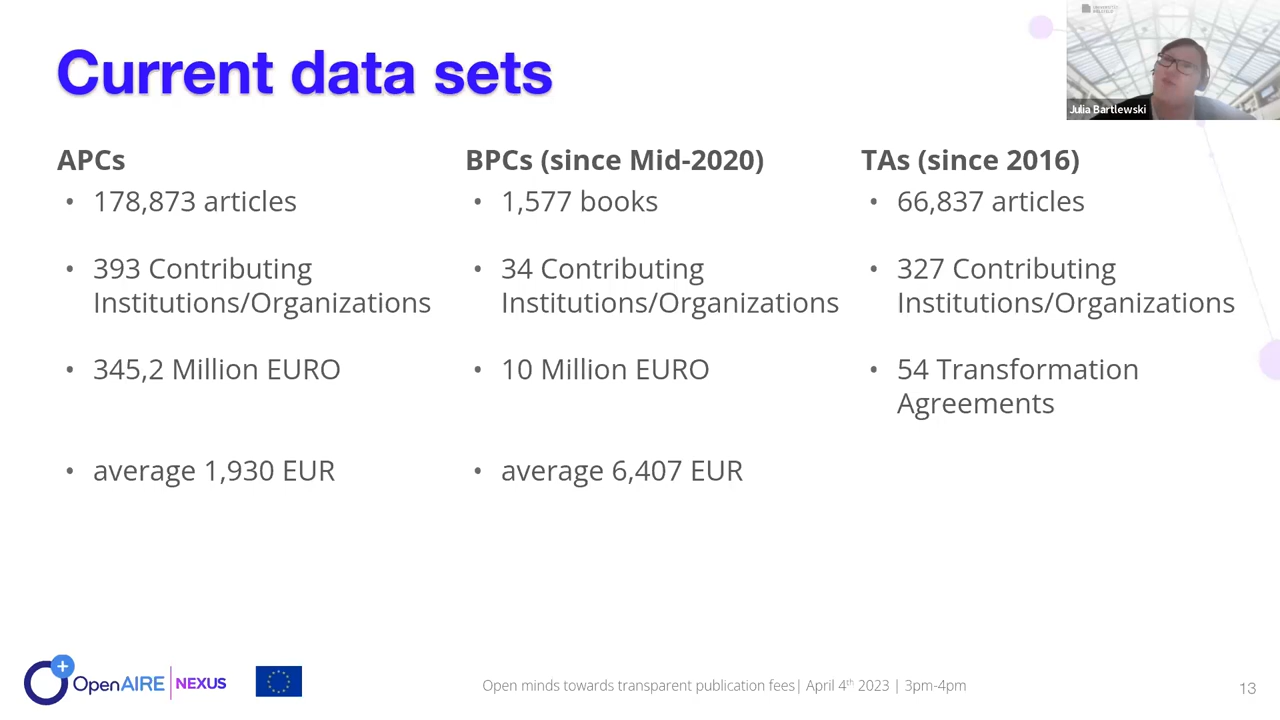 Current data sets
Julia Bartlewski
APCs
• 178,873 articles
• 393 Contributing
Institutions/Organizations
• 345,2 Million EURO
• average 1,930 EUR
BPCs (since Mid-2020)
• 1,577 books
• 34 Contributing
Institutions/Organizations
• 10 Million EURO
• average 6,407 EUR
TAs (since 2016)
• 66,837 articles
• 327 Contributing
Institutions/Organizations
• 54 Transformation
Agreements
OpenAIRE | NEXUS
Open minds towards transparent publication fees| April 4th 2023 | 3pm-4pm
13